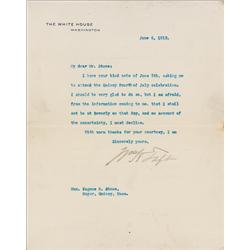 THE WHITE HOUSE
WASHINGTON
June 6, 1912.
My dear Mr. Stone:
I have your kind note of June 5th, asking me
to attend the Quincy Fourth of July celebration.
I should be very glad to do so, but I am afraid,
from the information coming to me, that I shall
not be at Beverly on that day, and on account of
the uncertainty, I must decline.
With warm thanks for your courtesy, I am
Sincerely yours,
Wm H Taft
Hon. Eugene R. Stone,
Mayor, Quincy, Mass.